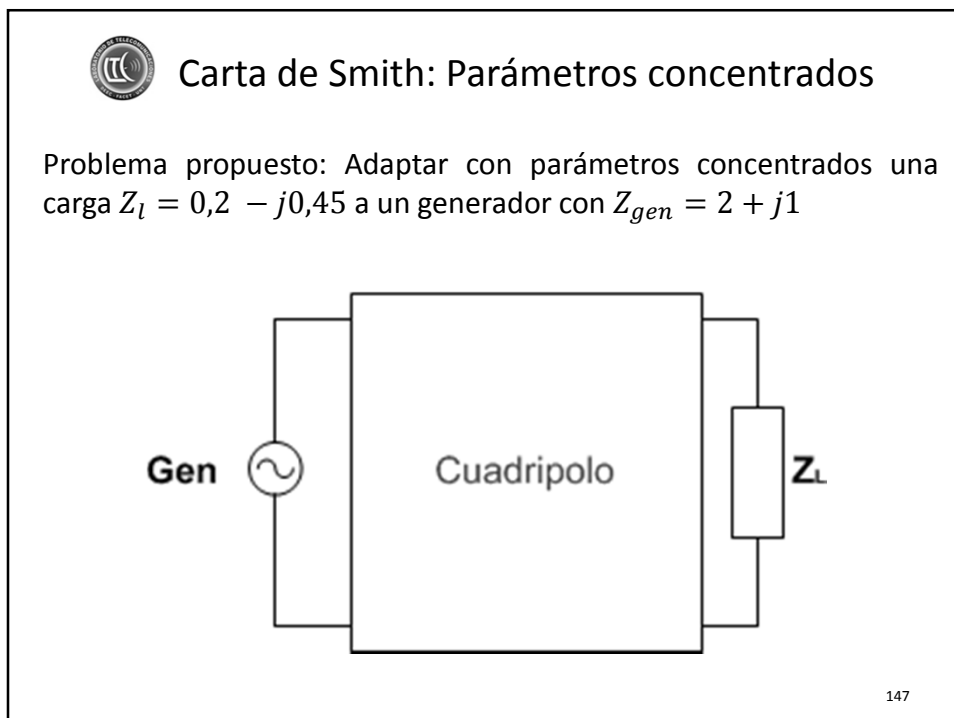 Carta de Smith: Parámetros concentrados
Problema propuesto: Adaptar con parámetros concentrados una
carga Z_l = 0,2 − j0,45 a un generador con Z_gen = 2 + j1
Gen
Cuadripolo
ZL
147